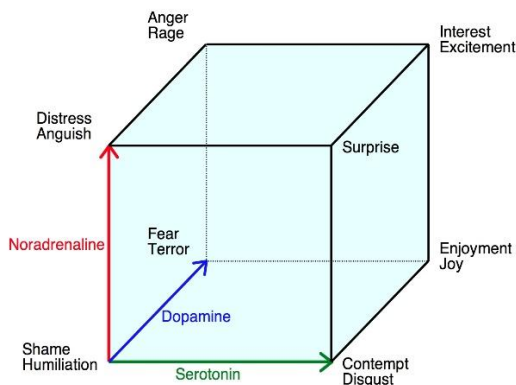 Anger
Rage
Interest
Excitement
Distress
Anguish
Surprise
Noradrenaline
Fear
Terror
Enjoyment
Joy
Dopamine
Shame
Humiliation
Serotonin
Contempt
Disgust